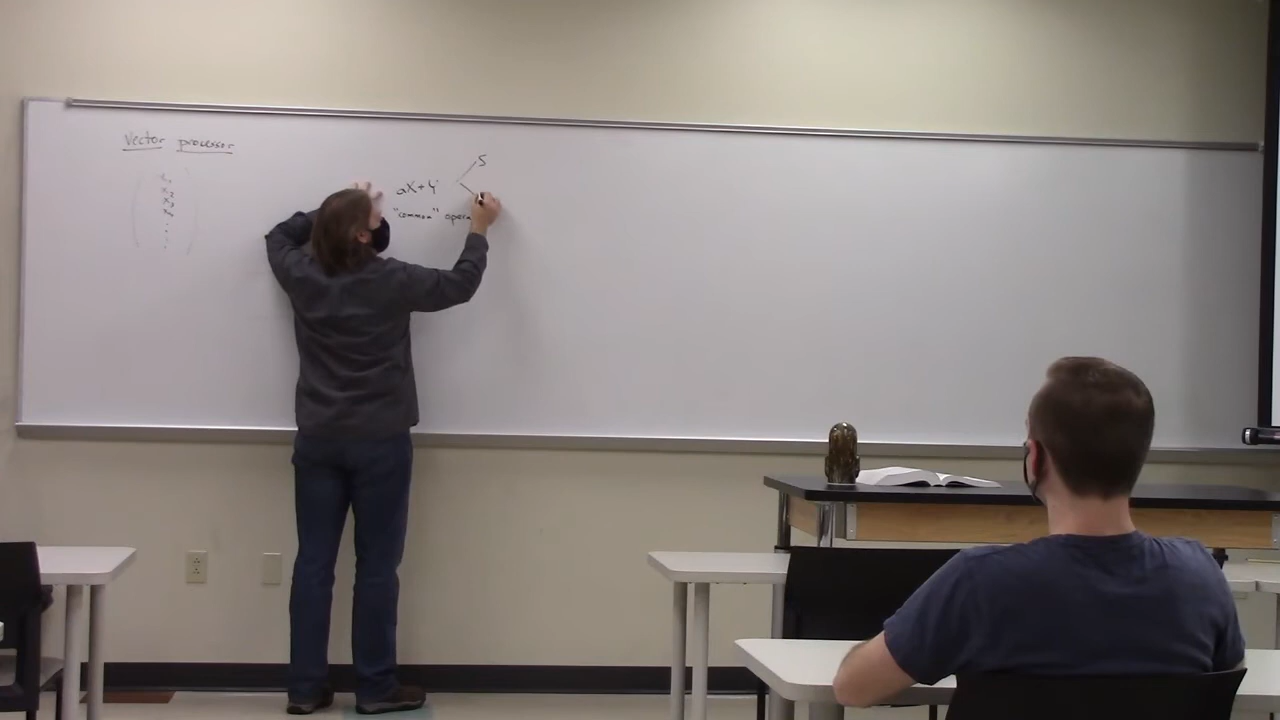 vector processor
S
aX+Y
"common" opera